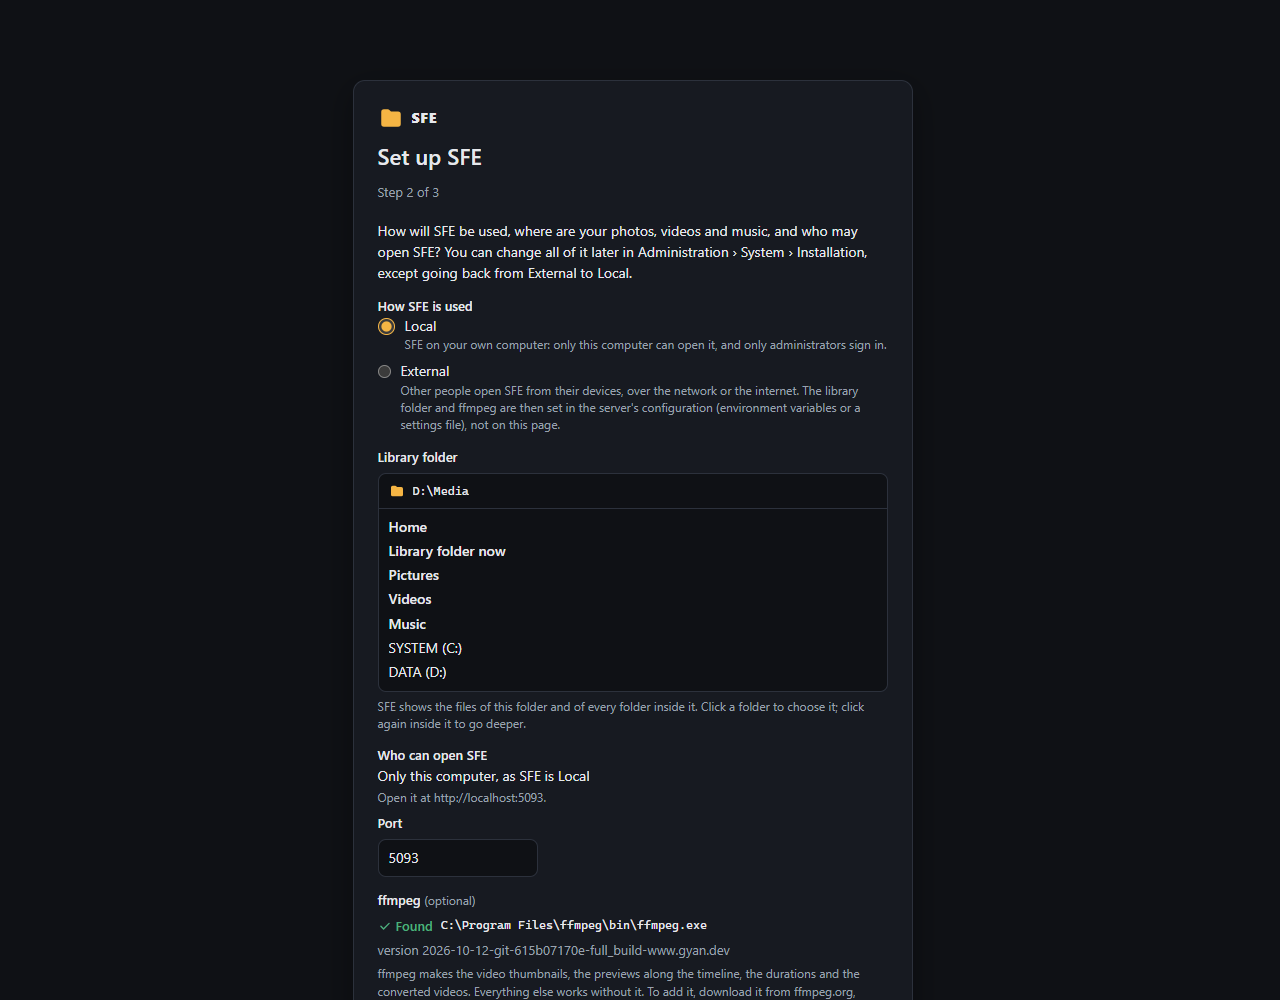 SFE
Set up SFE
Step 2 of 3
How will SFE be used, where are your photos, videos and music, and who may
open SFE? You can change all of it later in Administration › System › Installation,
except going back from External to Local.
How SFE is used
Local
SFE on your own computer: only this computer can open it, and only administrators sign in.
External
Other people open SFE from their devices, over the network or the internet. The library
folder and ffmpeg are then set in the server's configuration (environment variables or a
settings file), not on this page.
Library folder
D:\Media
Home
Library folder now
Pictures
Videos
Music
SYSTEM (C:)
DATA (D:)
SFE shows the files of this folder and of every folder inside it. Click a folder to choose it; click
again inside it to go deeper.
Who can open SFE
Only this computer, as SFE is Local
Open it at http://localhost:5093.
Port
5093
ffmpeg (optional)
Found C:\Program Files\ffmpeg\bin\ffmpeg.exe
version 2026-10-12-git-615b07170e-full_build-www.gyan.dev
ffmpeg makes the video thumbnails, the previews along the timeline, the durations and the
converted videos. Everything else works without it. To add it, download it from ffmpeg.org,